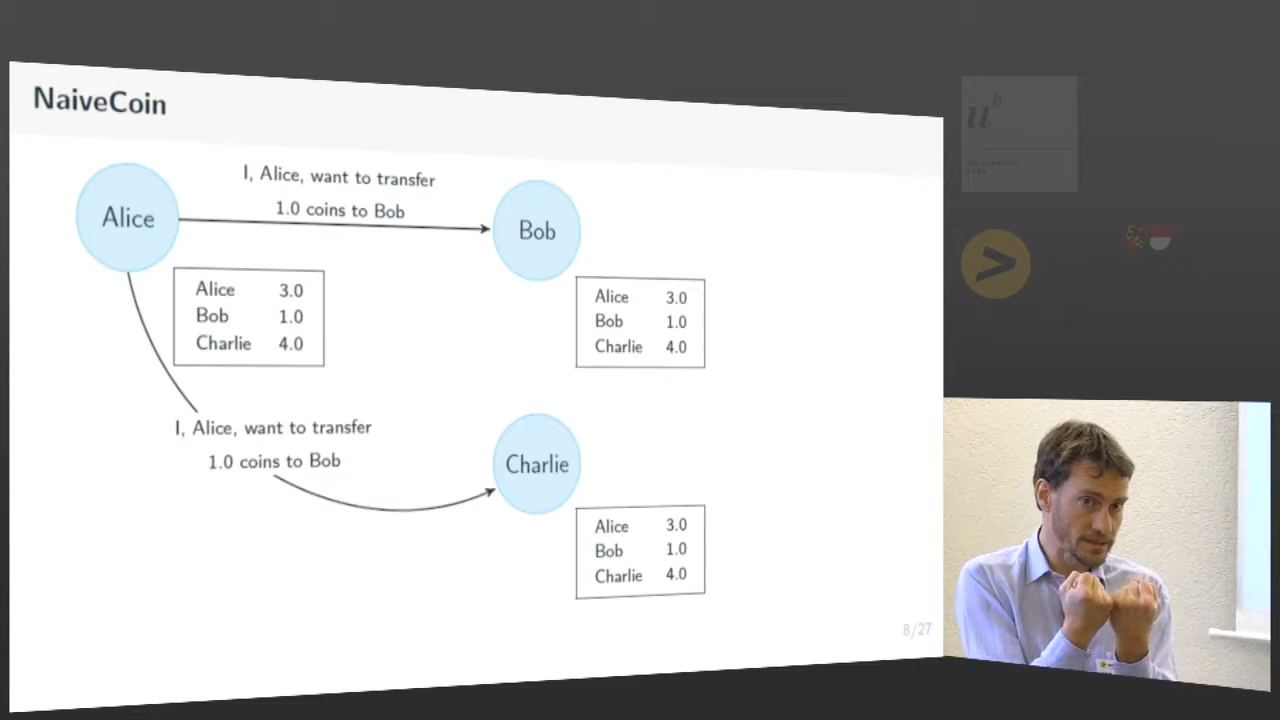 NaiveCoin
I, Alice, want to transfer
1.0 coins to Bob
Alice
Bob
Alice 3.0
Bob 1.0
Charlie 4.0
Alice 3.0
Bob 1.0
Charlie 4.0
I, Alice, want to transfer
1.0 coins to Bob
Charlie
Alice 3.0
Bob 1.0
Charlie 4.0
8/27
u b